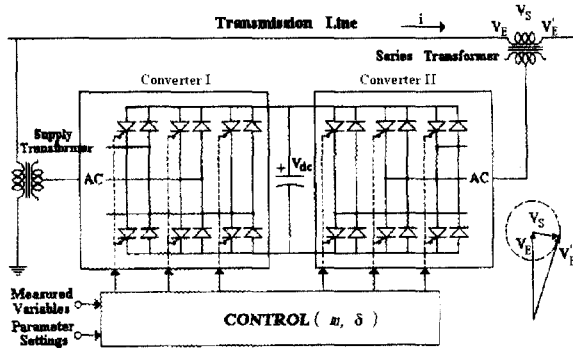 Transmission Line
i
V_S
V_E
V'_E
Series Transformer
Converter I
Converter II
Supply
Transformer
AC
V_dc
+
AC
V_S
V_E
V'_E
Measured
Variables
Parameter
Settings
CONTROL ( m, δ )